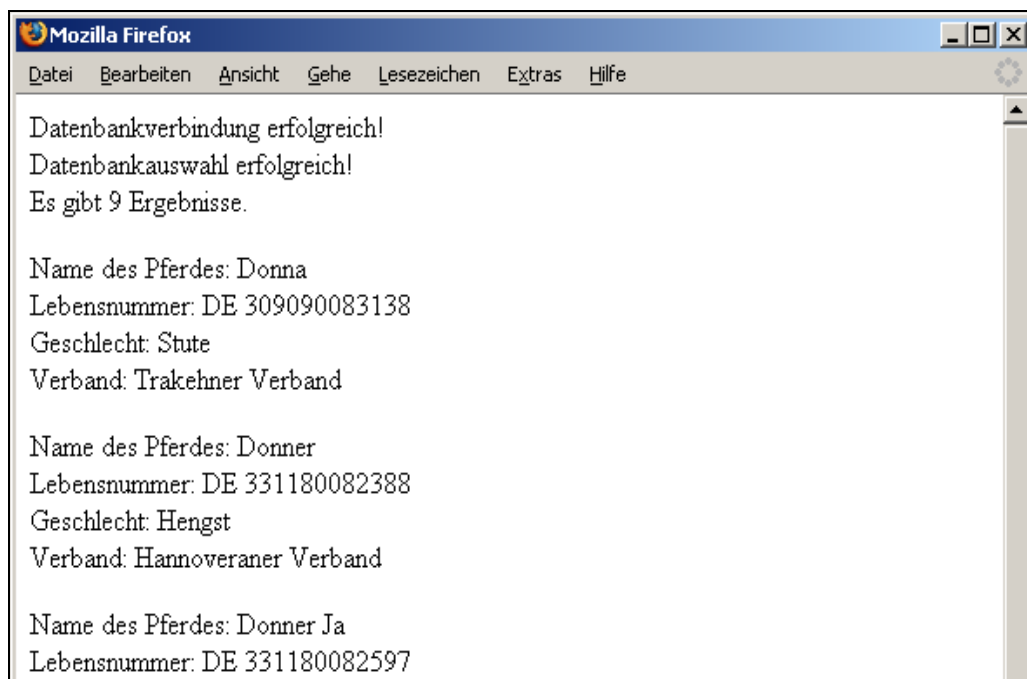 Mozilla Firefox
Datei Bearbeiten Ansicht Gehe Lesezeichen Extras Hilfe
Datenbankverbindung erfolgreich!
Datenbankauswahl erfolgreich!
Es gibt 9 Ergebnisse.
Name des Pferdes: Donna
Lebensnummer: DE 309090083138
Geschlecht: Stute
Verband: Trakehner Verband
Name des Pferdes: Donner
Lebensnummer: DE 331180082388
Geschlecht: Hengst
Verband: Hannoveraner Verband
Name des Pferdes: Donner Ja
Lebensnummer: DE 331180082597